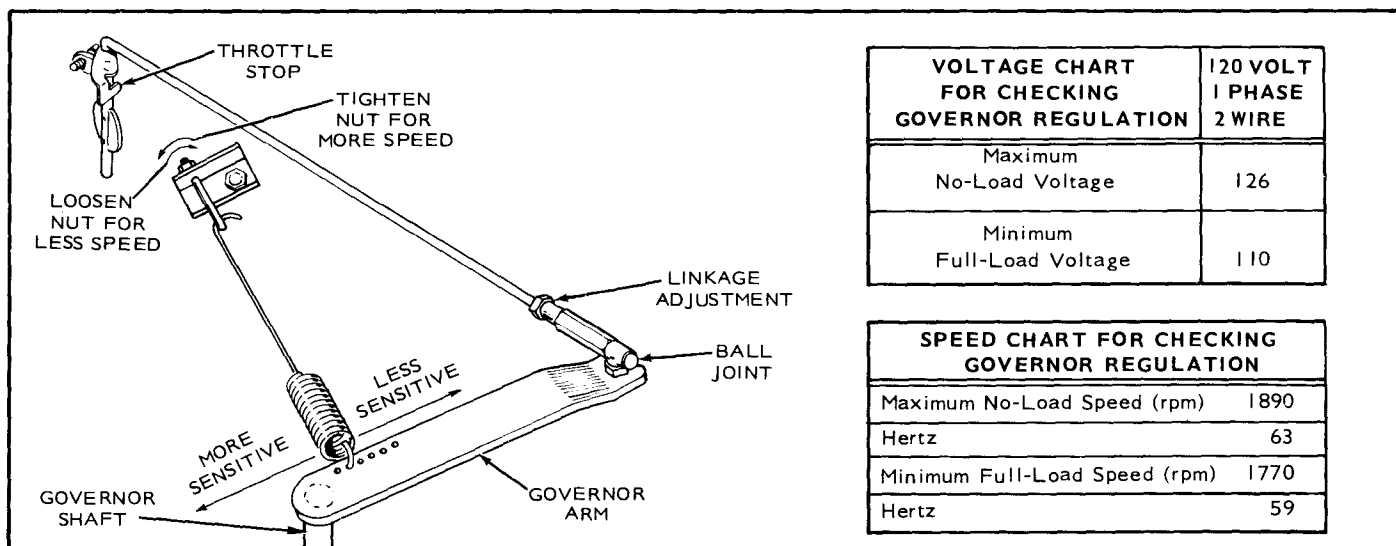 THROTTLE
STOP
TIGHTEN
NUT FOR
MORE SPEED
LOOSEN
NUT FOR
LESS SPEED
LINKAGE
ADJUSTMENT
BALL
JOINT
LESS
SENSITIVE
MORE
SENSITIVE
GOVERNOR
SHAFT
GOVERNOR
ARM
VOLTAGE CHART
FOR CHECKING
GOVERNOR REGULATION
120 VOLT
1 PHASE
2 WIRE
Maximum
No-Load Voltage 126
Minimum
Full-Load Voltage 110
SPEED CHART FOR CHECKING
GOVERNOR REGULATION
Maximum No-Load Speed (rpm) 1890
Hertz 63
Minimum Full-Load Speed (rpm) 1770
Hertz 59